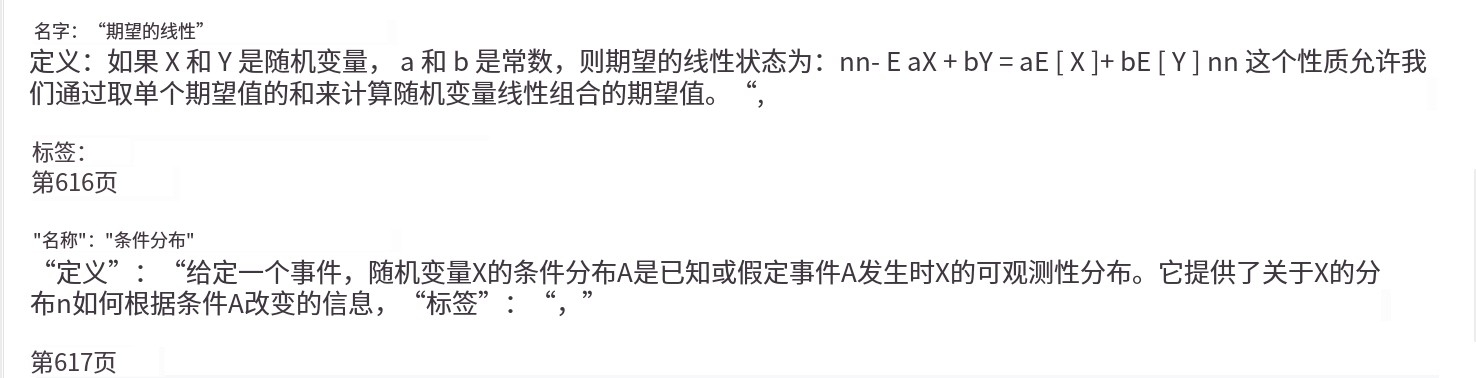 名字：“期望的线性”
定义：如果 X 和 Y 是随机变量， a 和 b 是常数，则期望的线性状态为：nn- E aX + bY = aE [ X ]+ bE [ Y ] nn 这个性质允许我
们通过取单个期望值的和来计算随机变量线性组合的期望值。 “,
标签：
第616页
"名称"："条件分布"
“定义”：“给定一个事件，随机变量X的条件分布A是已知或假定事件A发生时X的可观测性分布。它提供了关于X的分
布n如何根据条件A改变的信息，“标签”：“，”
第617页